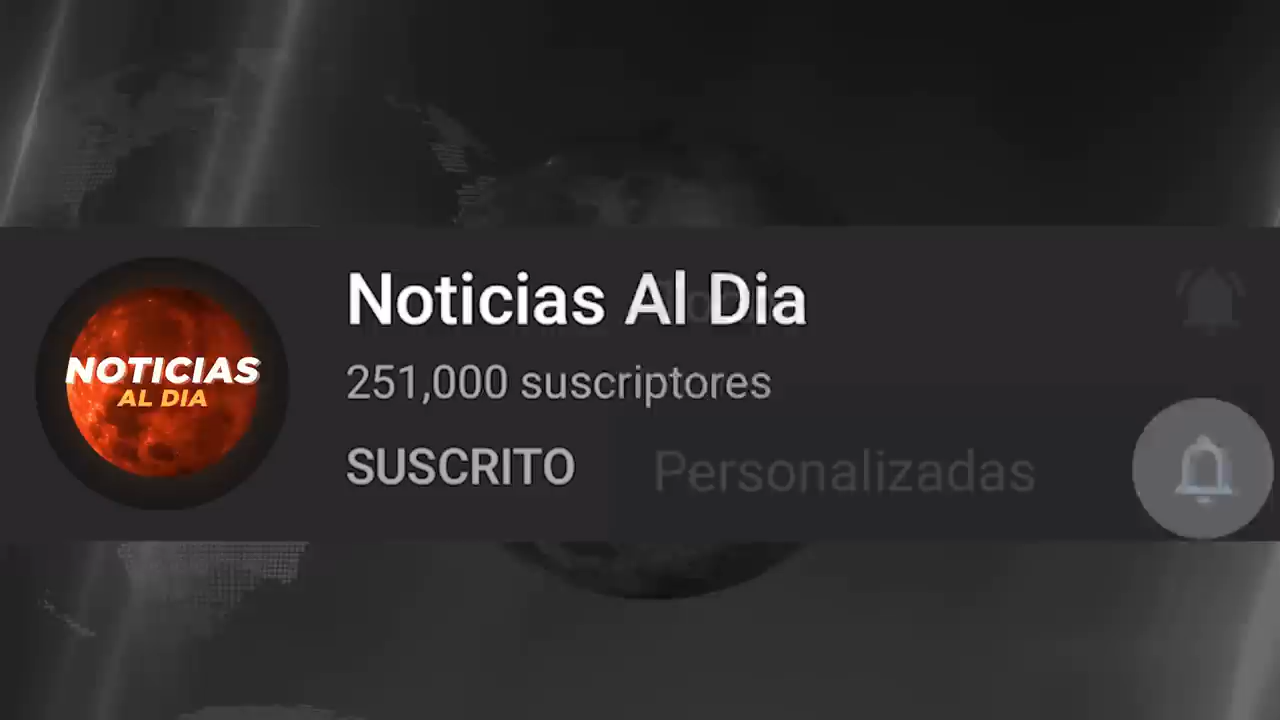 NOTICIAS
AL DIA
Noticias Al Dia
251,000 suscriptores
SUSCRITO
Personalizadas